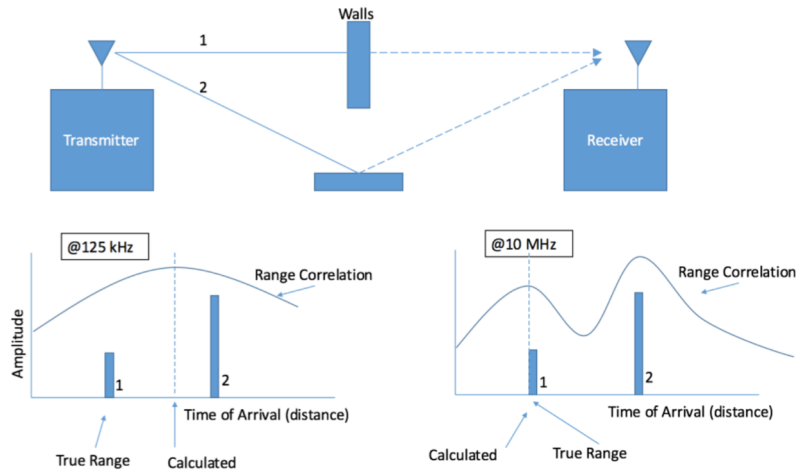 Walls
1
2
Transmitter
Receiver
@125 kHz
Range Correlation
Amplitude
1
2
Time of Arrival (distance)
True Range
Calculated
@10 MHz
Range Correlation
1
2
Time of Arrival (distance)
Calculated
True Range